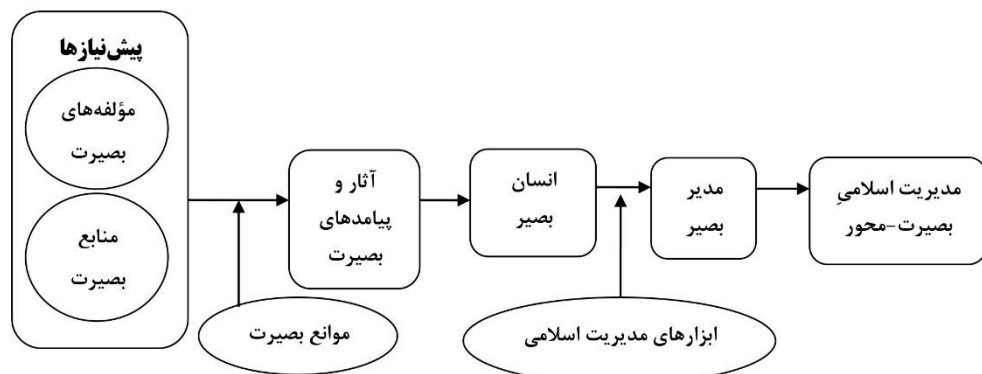 پیش‌نیازها
مؤلفه‌های
بصیرت
منابع
بصیرت
آثار و
پیامدهای
بصیرت
انسان
بصیر
مدیر
بصیر
مدیریت اسلامیِ
بصیرت-محور
موانع بصیرت
ابزارهای مدیریت اسلامی